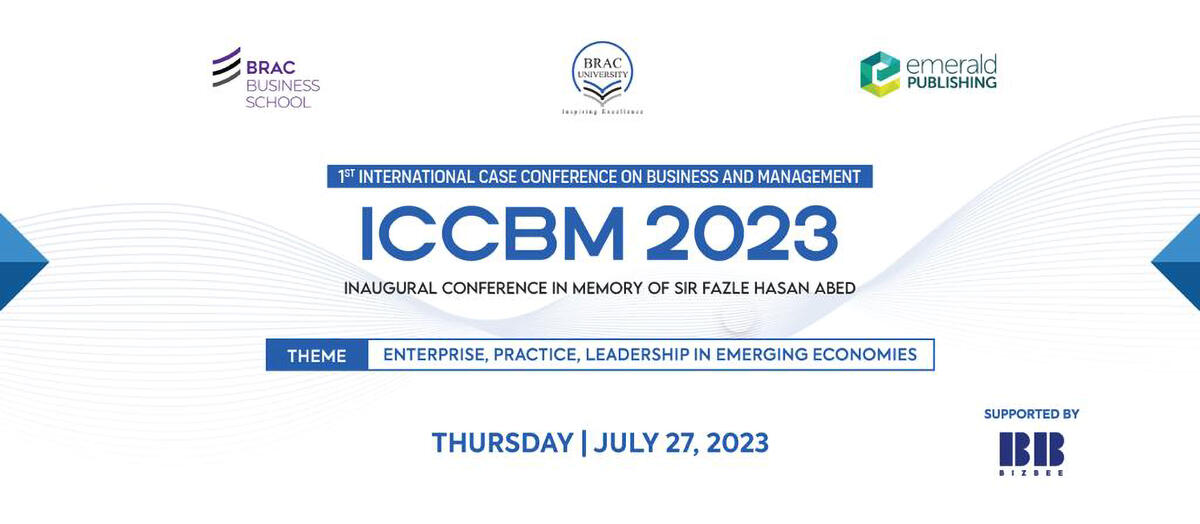 BRAC
BUSINESS
SCHOOL
BRAC
UNIVERSITY
Inspiring Excellence
emerald
PUBLISHING
1ST INTERNATIONAL CASE CONFERENCE ON BUSINESS AND MANAGEMENT
ICCBM 2023
INAUGURAL CONFERENCE IN MEMORY OF SIR FAZLE HASAN ABED
THEME ENTERPRISE, PRACTICE, LEADERSHIP IN EMERGING ECONOMIES
SUPPORTED BY
THURSDAY | JULY 27, 2023
BB
BIZBEE